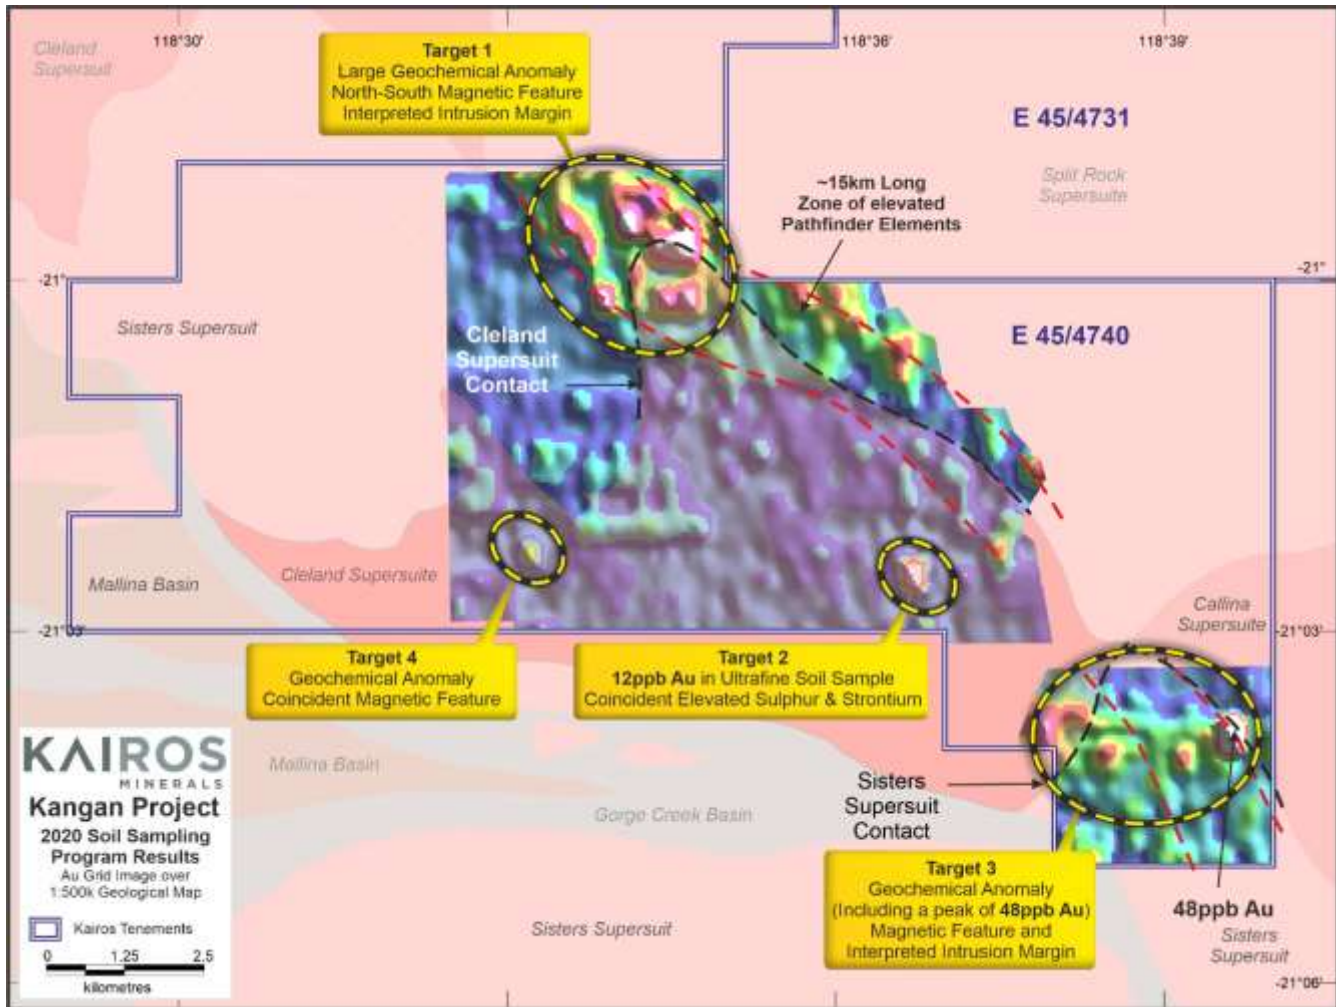 118°30'
118°36'
118°39'
Cleland
Supersuit
Target 1
Large Geochemical Anomaly
North-South Magnetic Feature
Interpreted Intrusion Margin
E 45/4731
Split Rock
Supersuite
~15km Long
Zone of elevated
Pathfinder Elements
-21°
-21°
Sisters Supersuit
Cleland
Supersuit
Contact
E 45/4740
Mallina Basin
Cleland Supersuite
Callina
Supersuite
-21°03'
-21°03'
Target 4
Geochemical Anomaly
Coincident Magnetic Feature
Target 2
12ppb Au in Ultrafine Soil Sample
Coincident Elevated Sulphur & Strontium
KAIROS
MINERALS
Kangan Project
2020 Soil Sampling
Program Results
Au Grid Image over
1:500k Geological Map
Kairos Tenements
0 1.25 2.5
kilometres
Mallina Basin
Gorge Creek Basin
Sisters
Supersuit
Contact
Target 3
Geochemical Anomaly
(Including a peak of 48ppb Au)
Magnetic Feature and
Interpreted Intrusion Margin
48ppb Au
Sisters Supersuit
Sisters
Supersuit
-21°06'